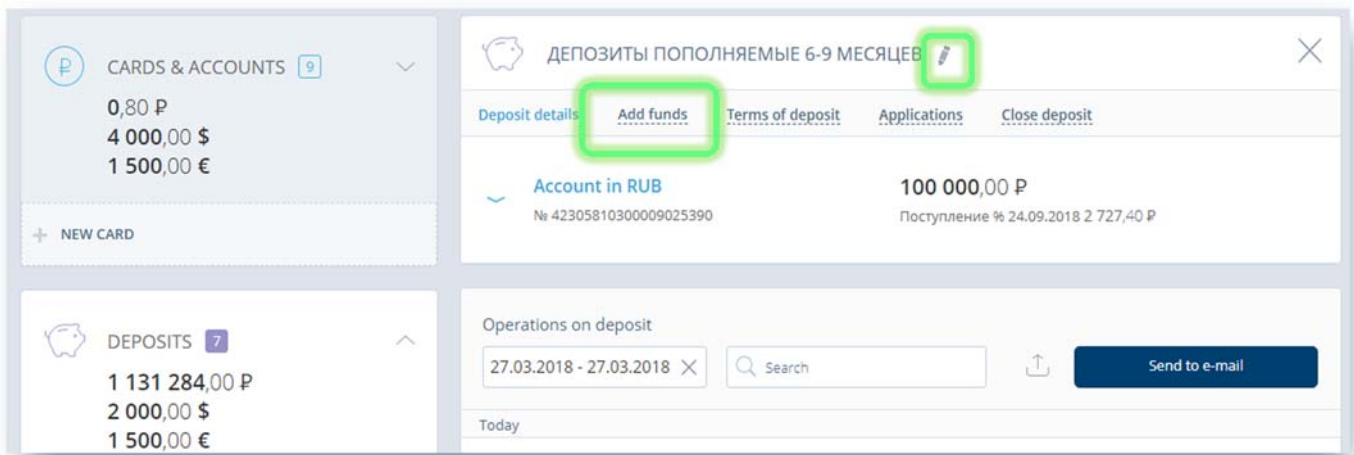 CARDS & ACCOUNTS 9
0,80 ₽
4 000,00 $
1 500,00 €
NEW CARD
DEPOSITS 7
1 131 284,00 ₽
2 000,00 $
1 500,00 €
ДЕПОЗИТЫ ПОПОЛНЯЕМЫЕ 6-9 МЕСЯЦЕВ
Deposit details Add funds Terms of deposit Applications Close deposit
Account in RUB 100 000,00 ₽
№ 42305810300009025390 Поступление % 24.09.2018 2 727,40 ₽
Operations on deposit
27.03.2018 - 27.03.2018 Search Send to e-mail
Today